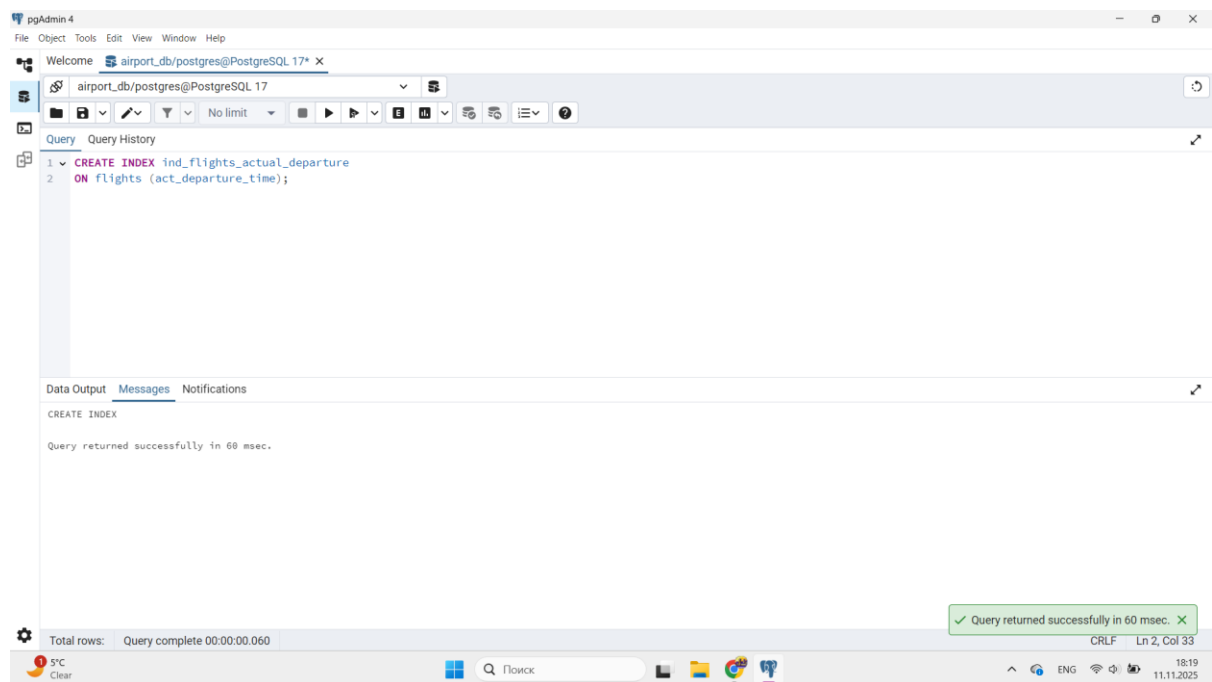 pgAdmin 4
File Object Tools Edit View Window Help
Welcome airport_db/postgres@PostgreSQL 17*
airport_db/postgres@PostgreSQL 17
No limit
Query Query History
1 CREATE INDEX ind_flights_actual_departure
2 ON flights (act_departure_time);
Data Output Messages Notifications
CREATE INDEX
Query returned successfully in 60 msec.
Query returned successfully in 60 msec.
Total rows: Query complete 00:00:00.060
CRLF Ln 2, Col 33
1
5°C
Clear
Поиск
ENG
18:19
11.11.2025